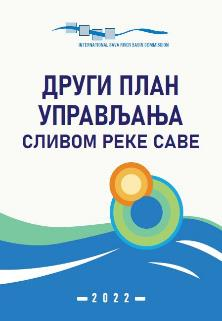 INTERNATIONAL SAVA RIVER BASIN COMMISSION
ДРУГИ ПЛАН
УПРАВЉАЊА
СЛИВОМ РЕКЕ САВЕ
2022